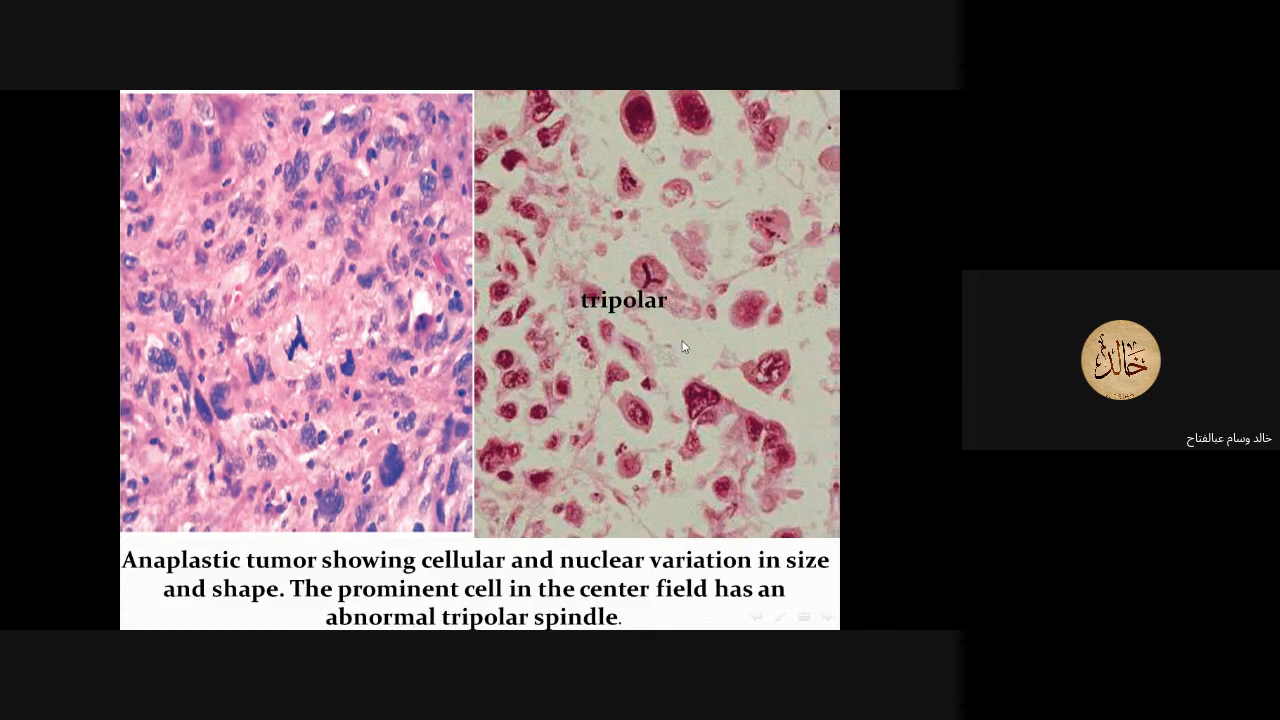 tripolar
Anaplastic tumor showing cellular and nuclear variation in size
and shape. The prominent cell in the center field has an
abnormal tripolar spindle.
خالد
خالد وسام عبالفتاح